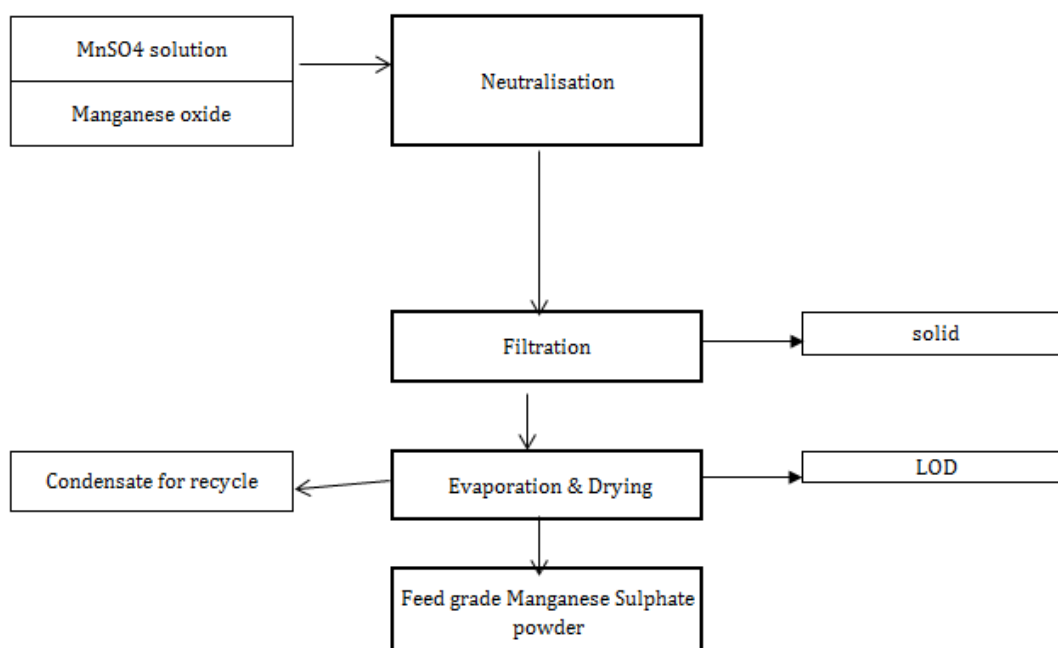 MnSO4 solution
Manganese oxide
Neutralisation
Filtration
solid
Condensate for recycle
Evaporation & Drying
LOD
Feed grade Manganese Sulphate
powder